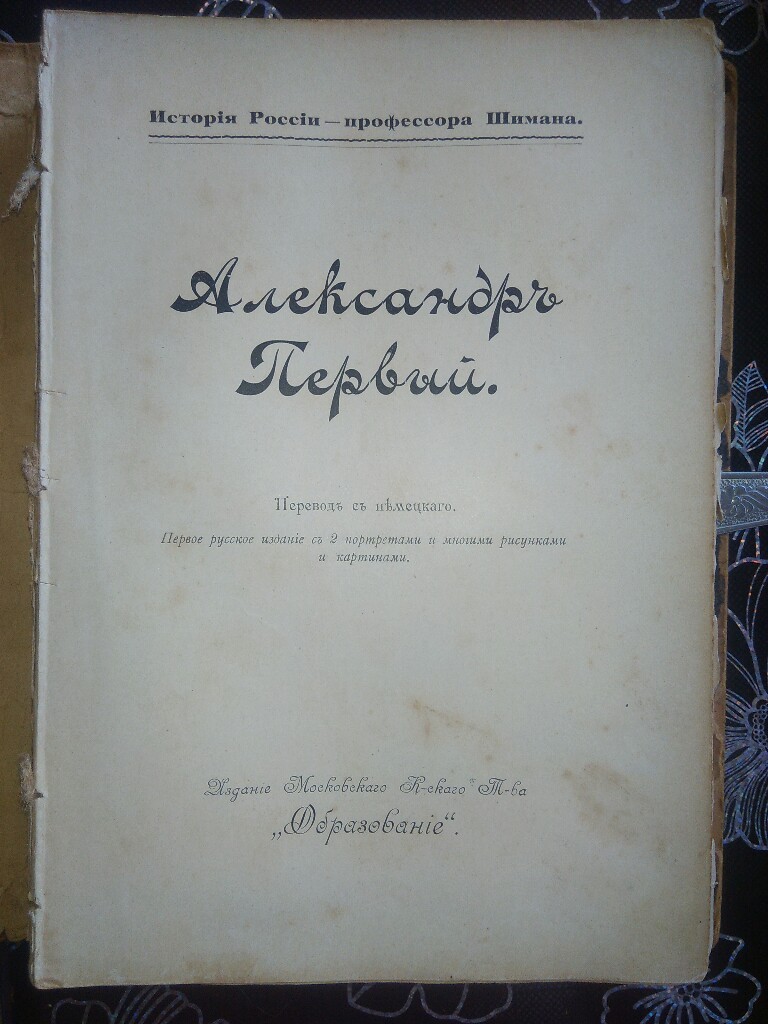 Исторія Россіи — профессора Шимана.
Александръ
Первый.
Переводъ съ нѣмецкаго.
Первое русское изданіе съ 2 портретами и многими рисунками
и картинами.
Изданіе Московскаго К-скаго Т-ва
„Образованіе“.